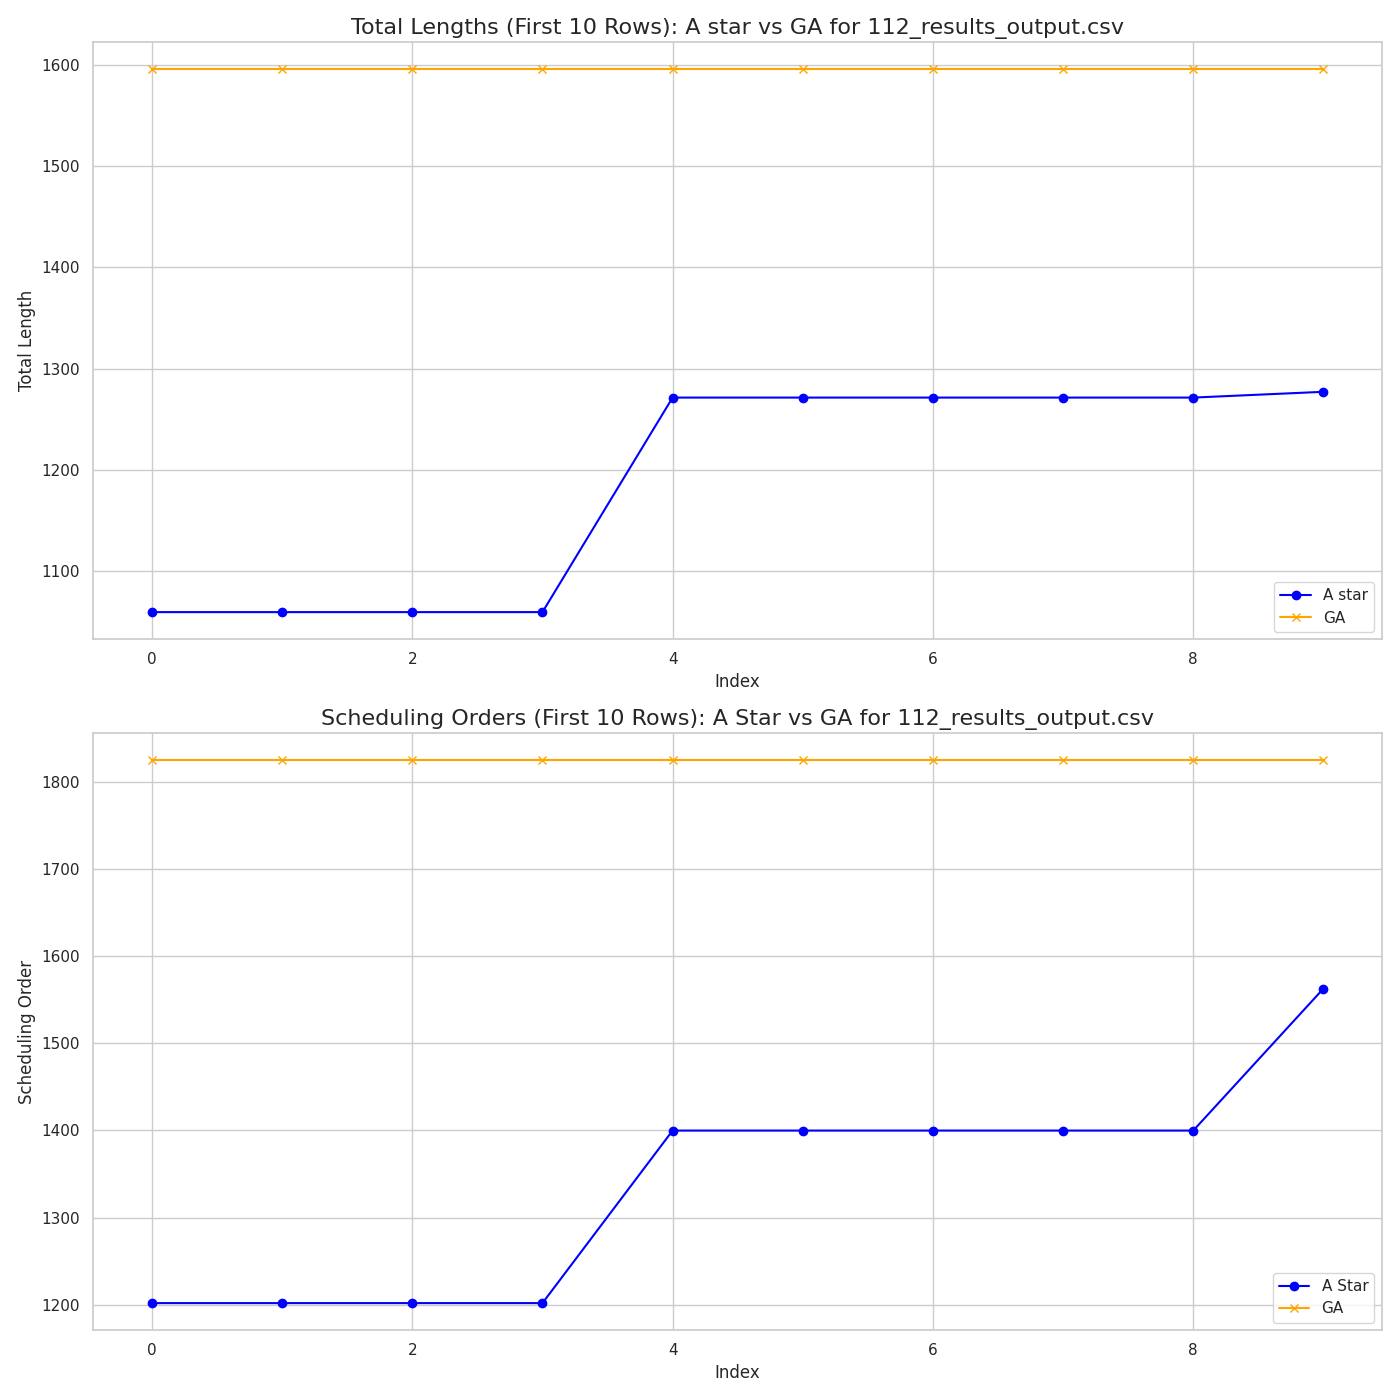 Total Lengths (First 10 Rows): A star vs GA for 112_results_output.csv
1600
1500
1400
1300
1200
1100
Total Length
A star
GA
0 2 4 6 8
Index
Scheduling Orders (First 10 Rows): A Star vs GA for 112_results_output.csv
1800
1700
1600
1500
1400
1300
1200
Scheduling Order
A Star
GA
0 2 4 6 8
Index